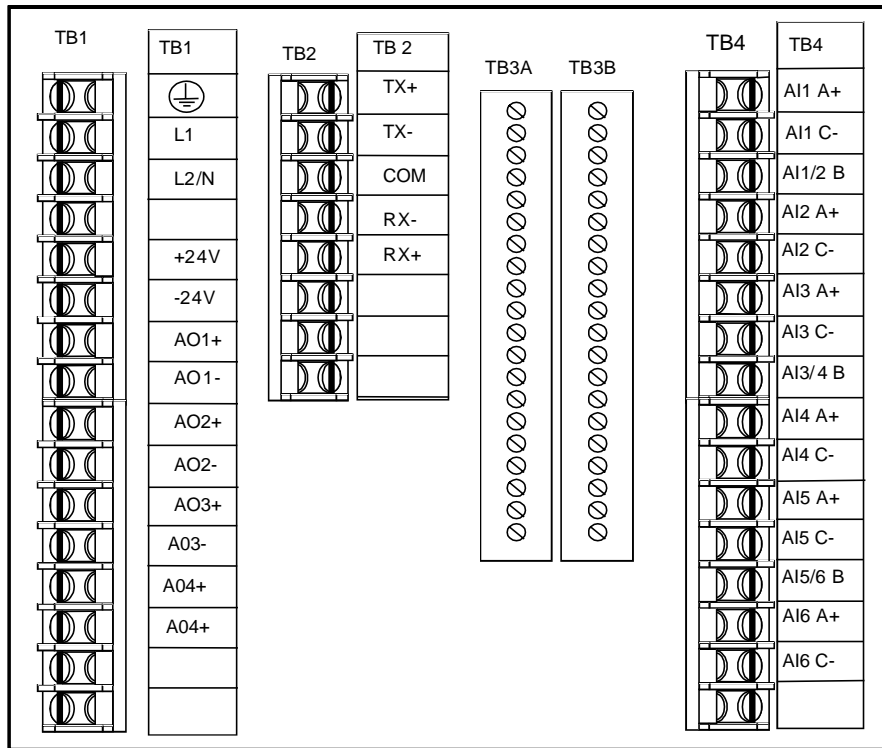 TB1
TB1
L1
L2/N
+24V
-24V
AO1+
AO1-
AO2+
AO2-
AO3+
A03-
A04+
A04+
TB2
TB 2
TX+
TX-
COM
RX-
RX+
TB3A
TB3B
TB4
TB4
AI1 A+
AI1 C-
AI1/2 B
AI2 A+
AI2 C-
AI3 A+
AI3 C-
AI3/ 4 B
AI4 A+
AI4 C-
AI5 A+
AI5 C-
AI5/6 B
AI6 A+
AI6 C-